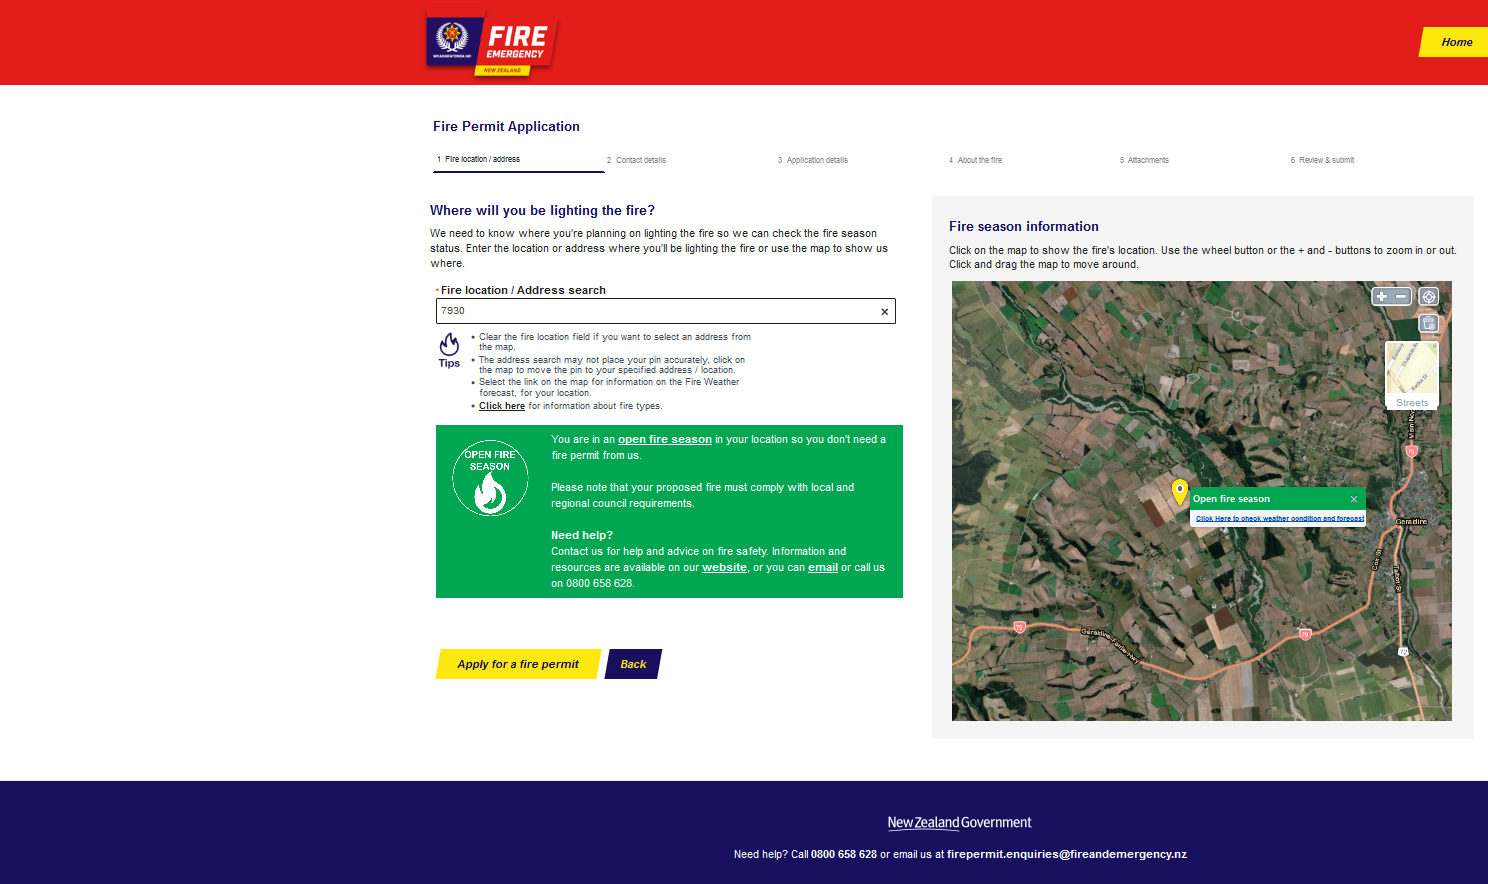 WHAKARATONGA IWI
FIRE
EMERGENCY
NEW ZEALAND
Home
Fire Permit Application
1 Fire location / address
2 Contact details
3 Application details
4 About the fire
5 Attachments
6 Review & submit
Where will you be lighting the fire?
We need to know where you're planning on lighting the fire so we can check the fire season
status. Enter the location or address where you'll be lighting the fire or use the map to show us
where.
* Fire location / Address search
7930
×
Tips
• Clear the fire location field if you want to select an address from
the map.
• The address search may not place your pin accurately, click on
the map to move the pin to your specified address / location.
• Select the link on the map for information on the Fire Weather
forecast, for your location.
• Click here for information about fire types.
OPEN FIRE
SEASON
You are in an open fire season in your location so you don't need a
fire permit from us.
Please note that your proposed fire must comply with local and
regional council requirements.
Need help?
Contact us for help and advice on fire safety. Information and
resources are available on our website, or you can email or call us
on 0800 658 628.
Apply for a fire permit
Back
Fire season information
Click on the map to show the fire's location. Use the wheel button or the + and - buttons to zoom in or out.
Click and drag the map to move around.
Streets
79
Open fire season
×
Click Here to check weather condition and forecast
Geraldine
Cox St
Talbot St
79
Geraldine-Fairlie Hwy
79
72
New Zealand Government
Need help? Call 0800 658 628 or email us at firepermit.enquiries@fireandemergency.nz